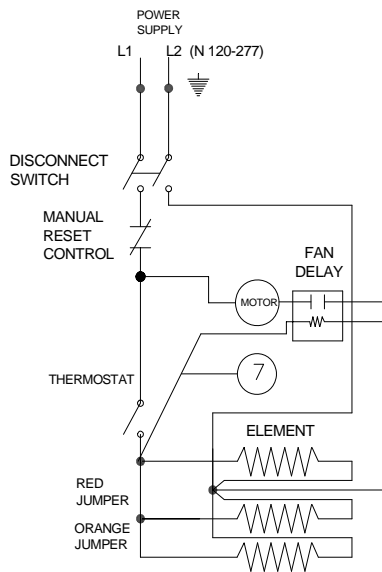 POWER
SUPPLY
L1 L2 (N 120-277)
DISCONNECT
SWITCH
MANUAL
RESET
CONTROL
FAN
DELAY
MOTOR
THERMOSTAT
7
ELEMENT
RED
JUMPER
ORANGE
JUMPER